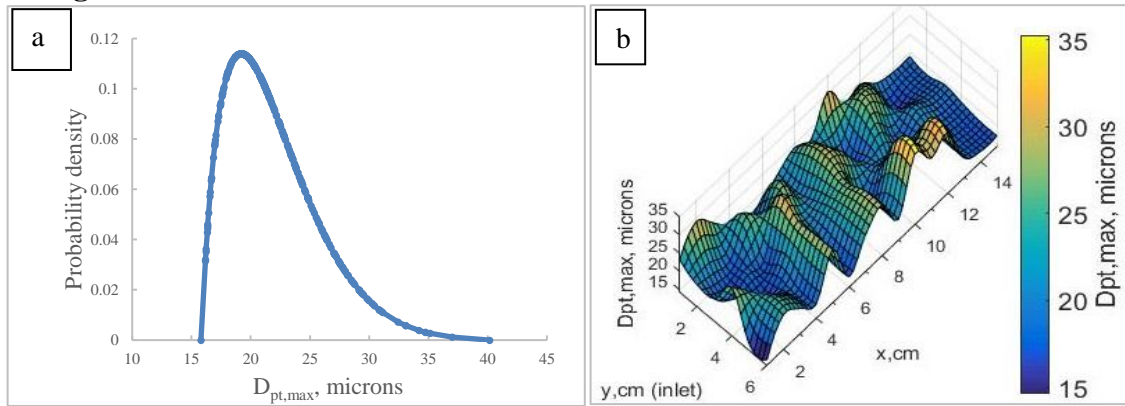 a
0.12
0.1
0.08
0.06
0.04
0.02
0
Probability density
10 15 20 25 30 35 40 45
D_pt,max, microns
b
Dpt,max, microns
35
30
25
20
15
2 4 6
y,cm (inlet)
2 4 6 8 10 12 14
x,cm
35
30
25
20
15
Dpt,max, microns